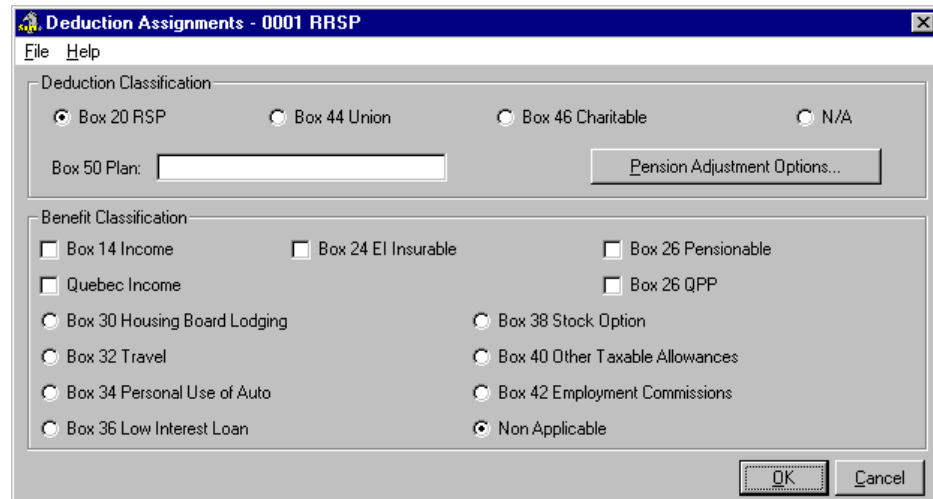 Deduction Assignments - 0001 RRSP
File Help
Deduction Classification
Box 20 RSP Box 44 Union Box 46 Charitable N/A
Box 50 Plan: Pension Adjustment Options...
Benefit Classification
Box 14 Income Box 24 EI Insurable Box 26 Pensionable
Quebec Income Box 26 QPP
Box 30 Housing Board Lodging Box 38 Stock Option
Box 32 Travel Box 40 Other Taxable Allowances
Box 34 Personal Use of Auto Box 42 Employment Commissions
Box 36 Low Interest Loan Non Applicable
OK Cancel